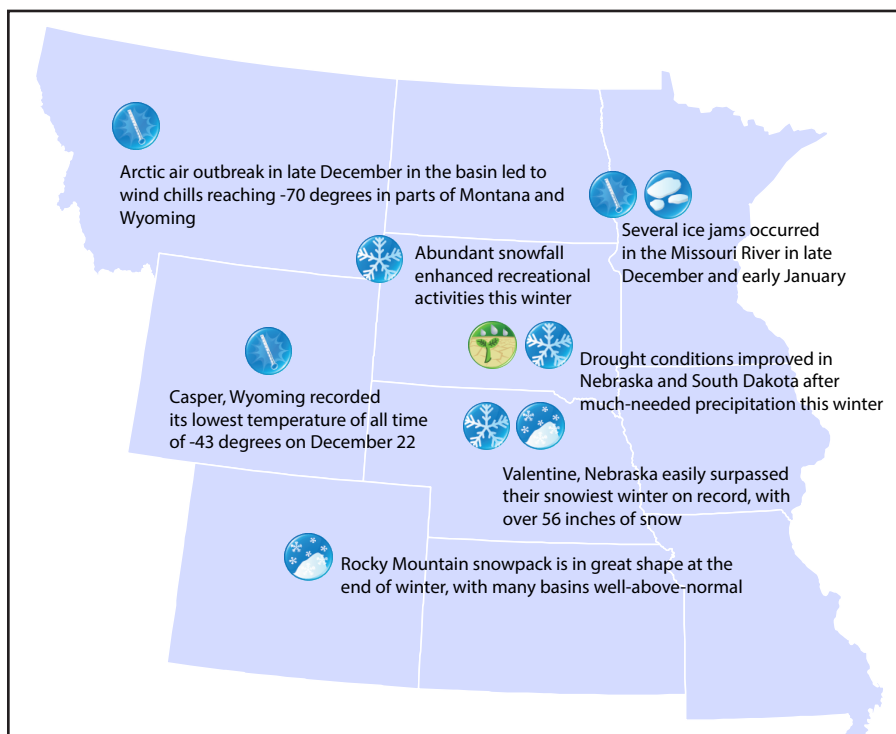 Arctic air outbreak in late December in the basin led to
wind chills reaching -70 degrees in parts of Montana and
Wyoming
Several ice jams occurred
in the Missouri River in late
December and early January
Abundant snowfall
enhanced recreational
activities this winter
Drought conditions improved in
Nebraska and South Dakota after
much-needed precipitation this winter
Casper, Wyoming recorded
its lowest temperature of all time
of -43 degrees on December 22
Valentine, Nebraska easily surpassed
their snowiest winter on record, with
over 56 inches of snow
Rocky Mountain snowpack is in great shape at the
end of winter, with many basins well-above-normal